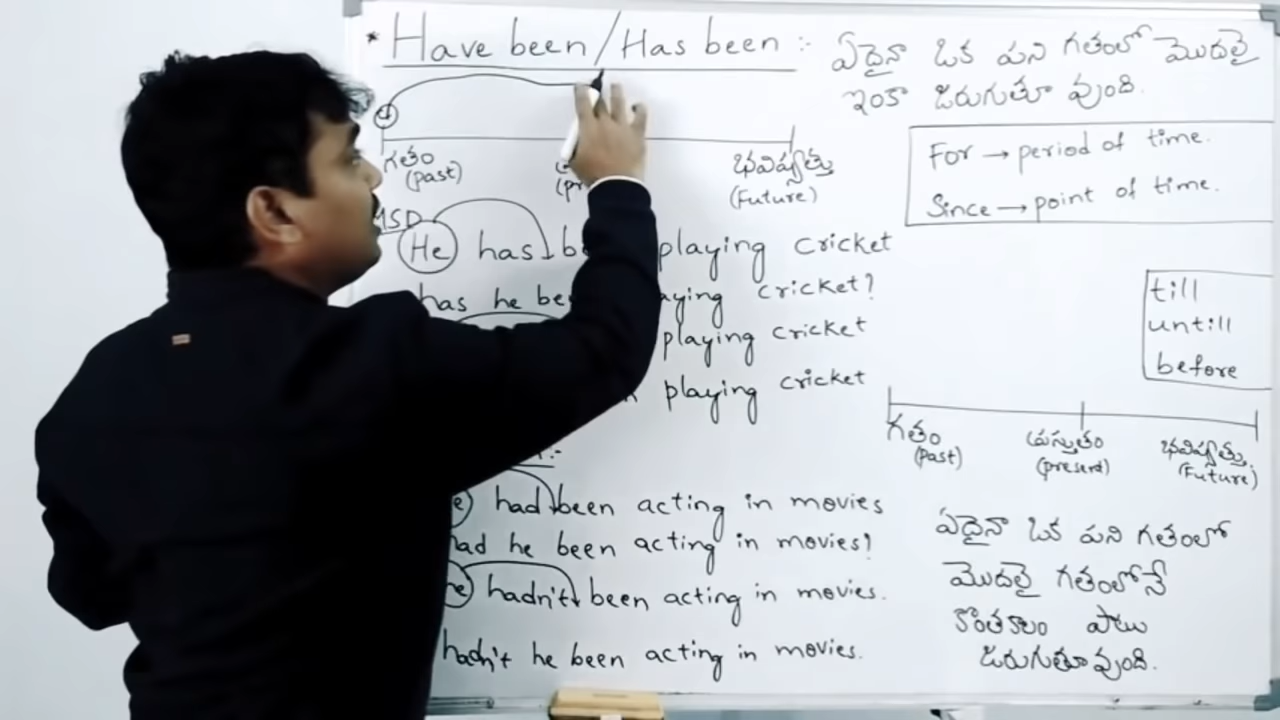 * Have been / Has been :- ఏదైనా ఒక పని గతంలో మొదలై
ఇంకా జరుగుతూ వుంది.
గతం
(past)
(pr
భవిష్యత్తు
(Future)
For → period of time.
Since → point of time.
He has be playing cricket
has he be aying cricket?
playing cricket
playing cricket
till
untill
before
గతం
(past)
ప్రస్తుతం
(present)
భవిష్యత్తు
(Future)
had been acting in movies
had he been acting in movies?
hadn't been acting in movies.
hadn't he been acting in movies.
ఏదైనా ఒక పని గతంలో
మొదలై గతంలోనే
కొంతకాలం పాటు
జరుగుతూవుంది.